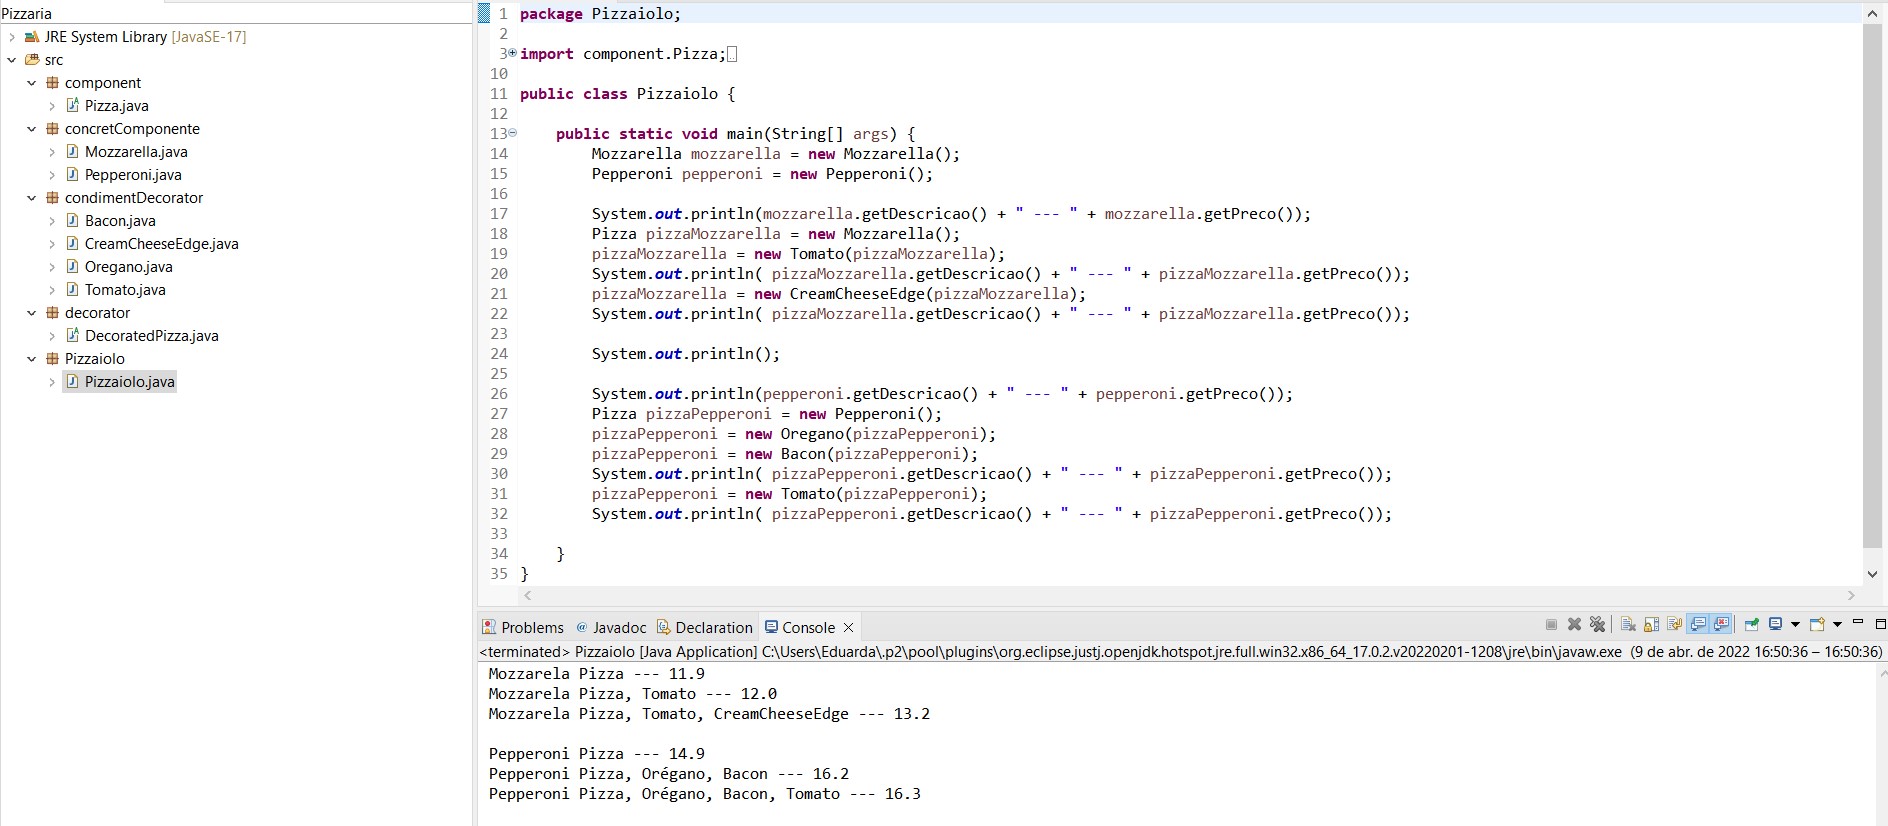 Pizzaria
JRE System Library [JavaSE-17]
src
component
Pizza.java
concretComponente
Mozzarella.java
Pepperoni.java
condimentDecorator
Bacon.java
CreamCheeseEdge.java
Oregano.java
Tomato.java
decorator
DecoratedPizza.java
Pizzaiolo
Pizzaiolo.java
1 package Pizzaiolo;
2
3 import component.Pizza;
10
11 public class Pizzaiolo {
12
13 public static void main(String[] args) {
14 Mozzarella mozzarella = new Mozzarella();
15 Pepperoni pepperoni = new Pepperoni();
16
17 System.out.println(mozzarella.getDescricao() + " --- " + mozzarella.getPreco());
18 Pizza pizzaMozzarella = new Mozzarella();
19 pizzaMozzarella = new Tomato(pizzaMozzarella);
20 System.out.println( pizzaMozzarella.getDescricao() + " --- " + pizzaMozzarella.getPreco());
21 pizzaMozzarella = new CreamCheeseEdge(pizzaMozzarella);
22 System.out.println( pizzaMozzarella.getDescricao() + " --- " + pizzaMozzarella.getPreco());
23
24 System.out.println();
25
26 System.out.println(pepperoni.getDescricao() + " --- " + pepperoni.getPreco());
27 Pizza pizzaPepperoni = new Pepperoni();
28 pizzaPepperoni = new Oregano(pizzaPepperoni);
29 pizzaPepperoni = new Bacon(pizzaPepperoni);
30 System.out.println( pizzaPepperoni.getDescricao() + " --- " + pizzaPepperoni.getPreco());
31 pizzaPepperoni = new Tomato(pizzaPepperoni);
32 System.out.println( pizzaPepperoni.getDescricao() + " --- " + pizzaPepperoni.getPreco());
33
34 }
35 }
Problems @ Javadoc Declaration Console
<terminated> Pizzaiolo [Java Application] C:\Users\Eduarda\.p2\pool\plugins\org.eclipse.justj.openjdk.hotspot.jre.full.win32.x86_64_17.0.2.v20220201-1208\jre\bin\javaw.exe (9 de abr. de 2022 16:50:36 – 16:50:36)
Mozzarela Pizza --- 11.9
Mozzarela Pizza, Tomato --- 12.0
Mozzarela Pizza, Tomato, CreamCheeseEdge --- 13.2
Pepperoni Pizza --- 14.9
Pepperoni Pizza, Orégano, Bacon --- 16.2
Pepperoni Pizza, Orégano, Bacon, Tomato --- 16.3